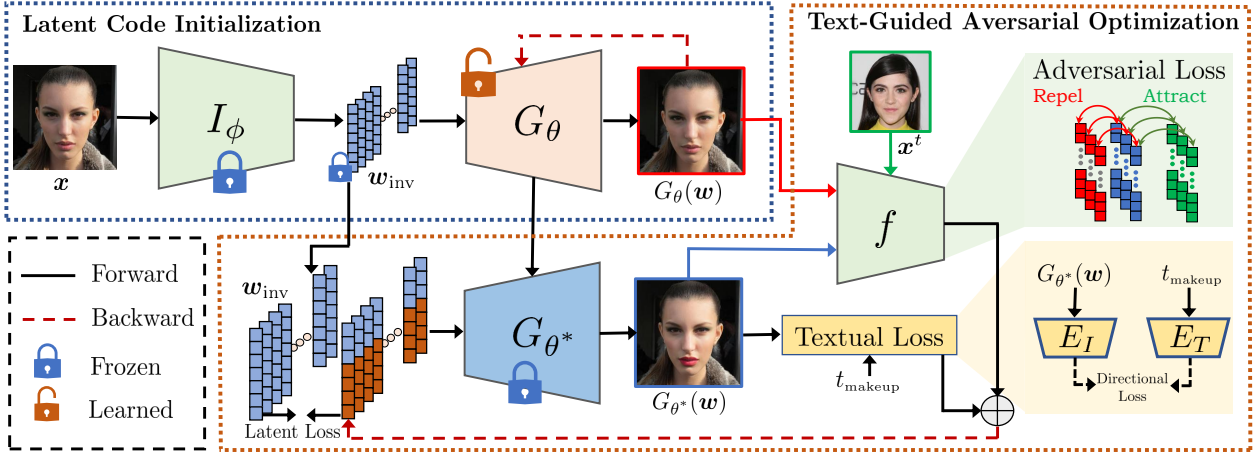 Latent Code Initialization
Text-Guided Aversarial Optimization
x
I_ϕ
w_inv
G_θ
G_θ(w)
x^t
f
Adversarial Loss
Repel
Attract
Forward
Backward
Frozen
Learned
w_inv
Latent Loss
G_θ*
G_θ*(w)
Textual Loss
t_makeup
G_θ*(w)
t_makeup
E_I
E_T
Directional
Loss